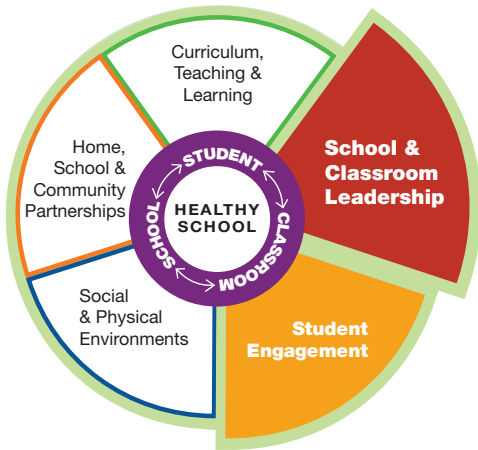 Curriculum,
Teaching &
Learning
School &
Classroom
Leadership
Home,
School &
Community
Partnerships
STUDENT
CLASSROOM
SCHOOL
HEALTHY
SCHOOL
Social
& Physical
Environments
Student
Engagement